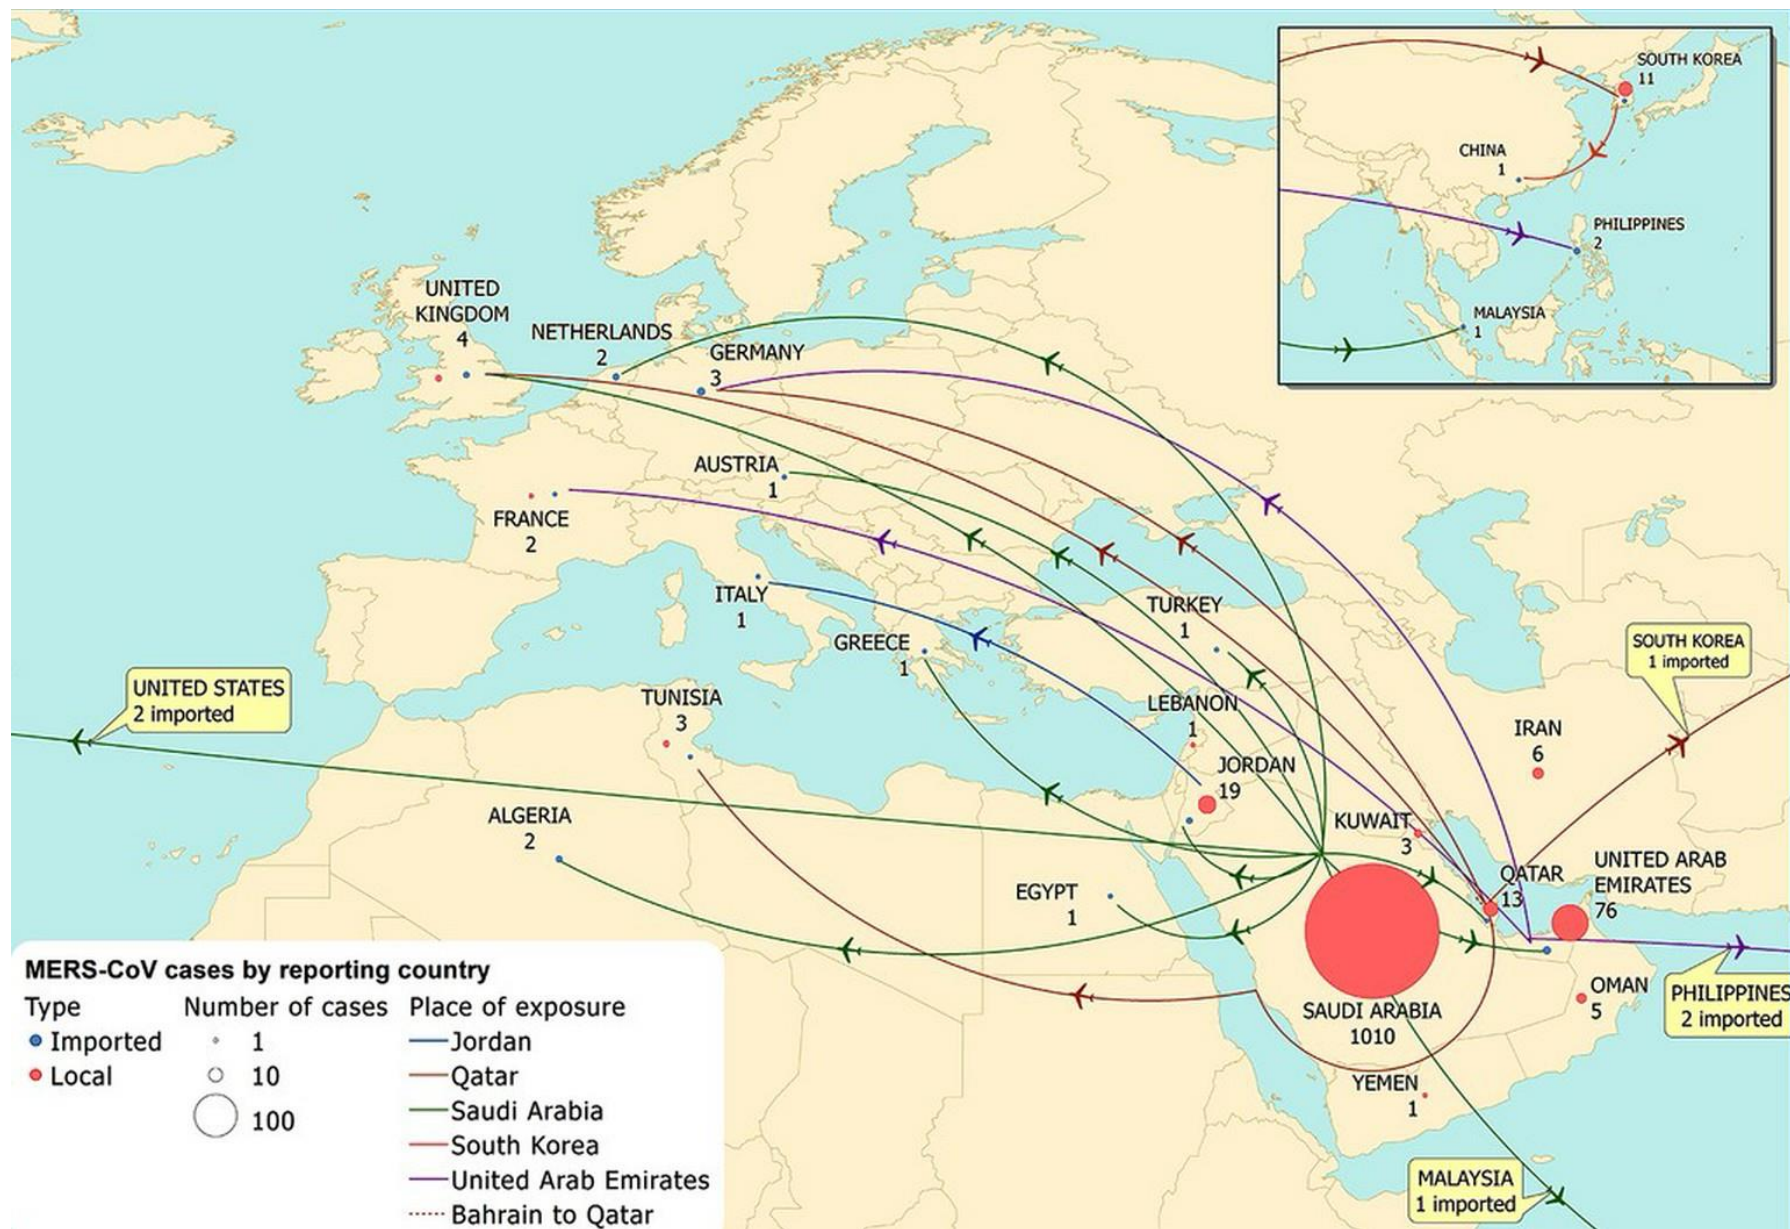 SOUTH KOREA
11
CHINA
1
PHILIPPINES
2
MALAYSIA
1
UNITED
KINGDOM
4
NETHERLANDS
2
GERMANY
3
AUSTRIA
1
FRANCE
2
ITALY
1
TURKEY
1
GREECE
1
SOUTH KOREA
1 imported
UNITED STATES
2 imported
TUNISIA
3
LEBANON
1
IRAN
6
JORDAN
19
ALGERIA
2
KUWAIT
3
EGYPT
1
QATAR
13
UNITED ARAB
EMIRATES
76
SAUDI ARABIA
1010
OMAN
5
PHILIPPINES
2 imported
YEMEN
1
MALAYSIA
1 imported
MERS-CoV cases by reporting country
Type
Imported
Local
Number of cases
1
10
100
Place of exposure
Jordan
Qatar
Saudi Arabia
South Korea
United Arab Emirates
Bahrain to Qatar